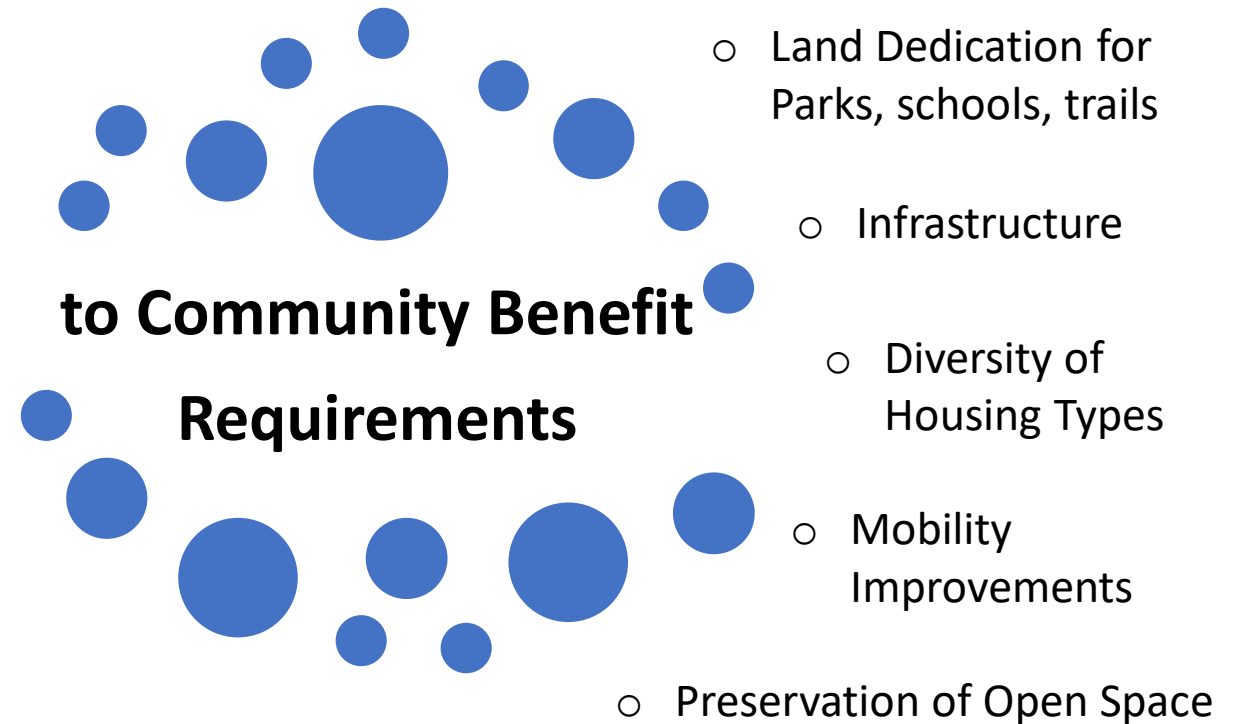 to Community Benefit
Requirements
○ Land Dedication for
Parks, schools, trails
○ Infrastructure
○ Diversity of
Housing Types
○ Mobility
Improvements
○ Preservation of Open Space